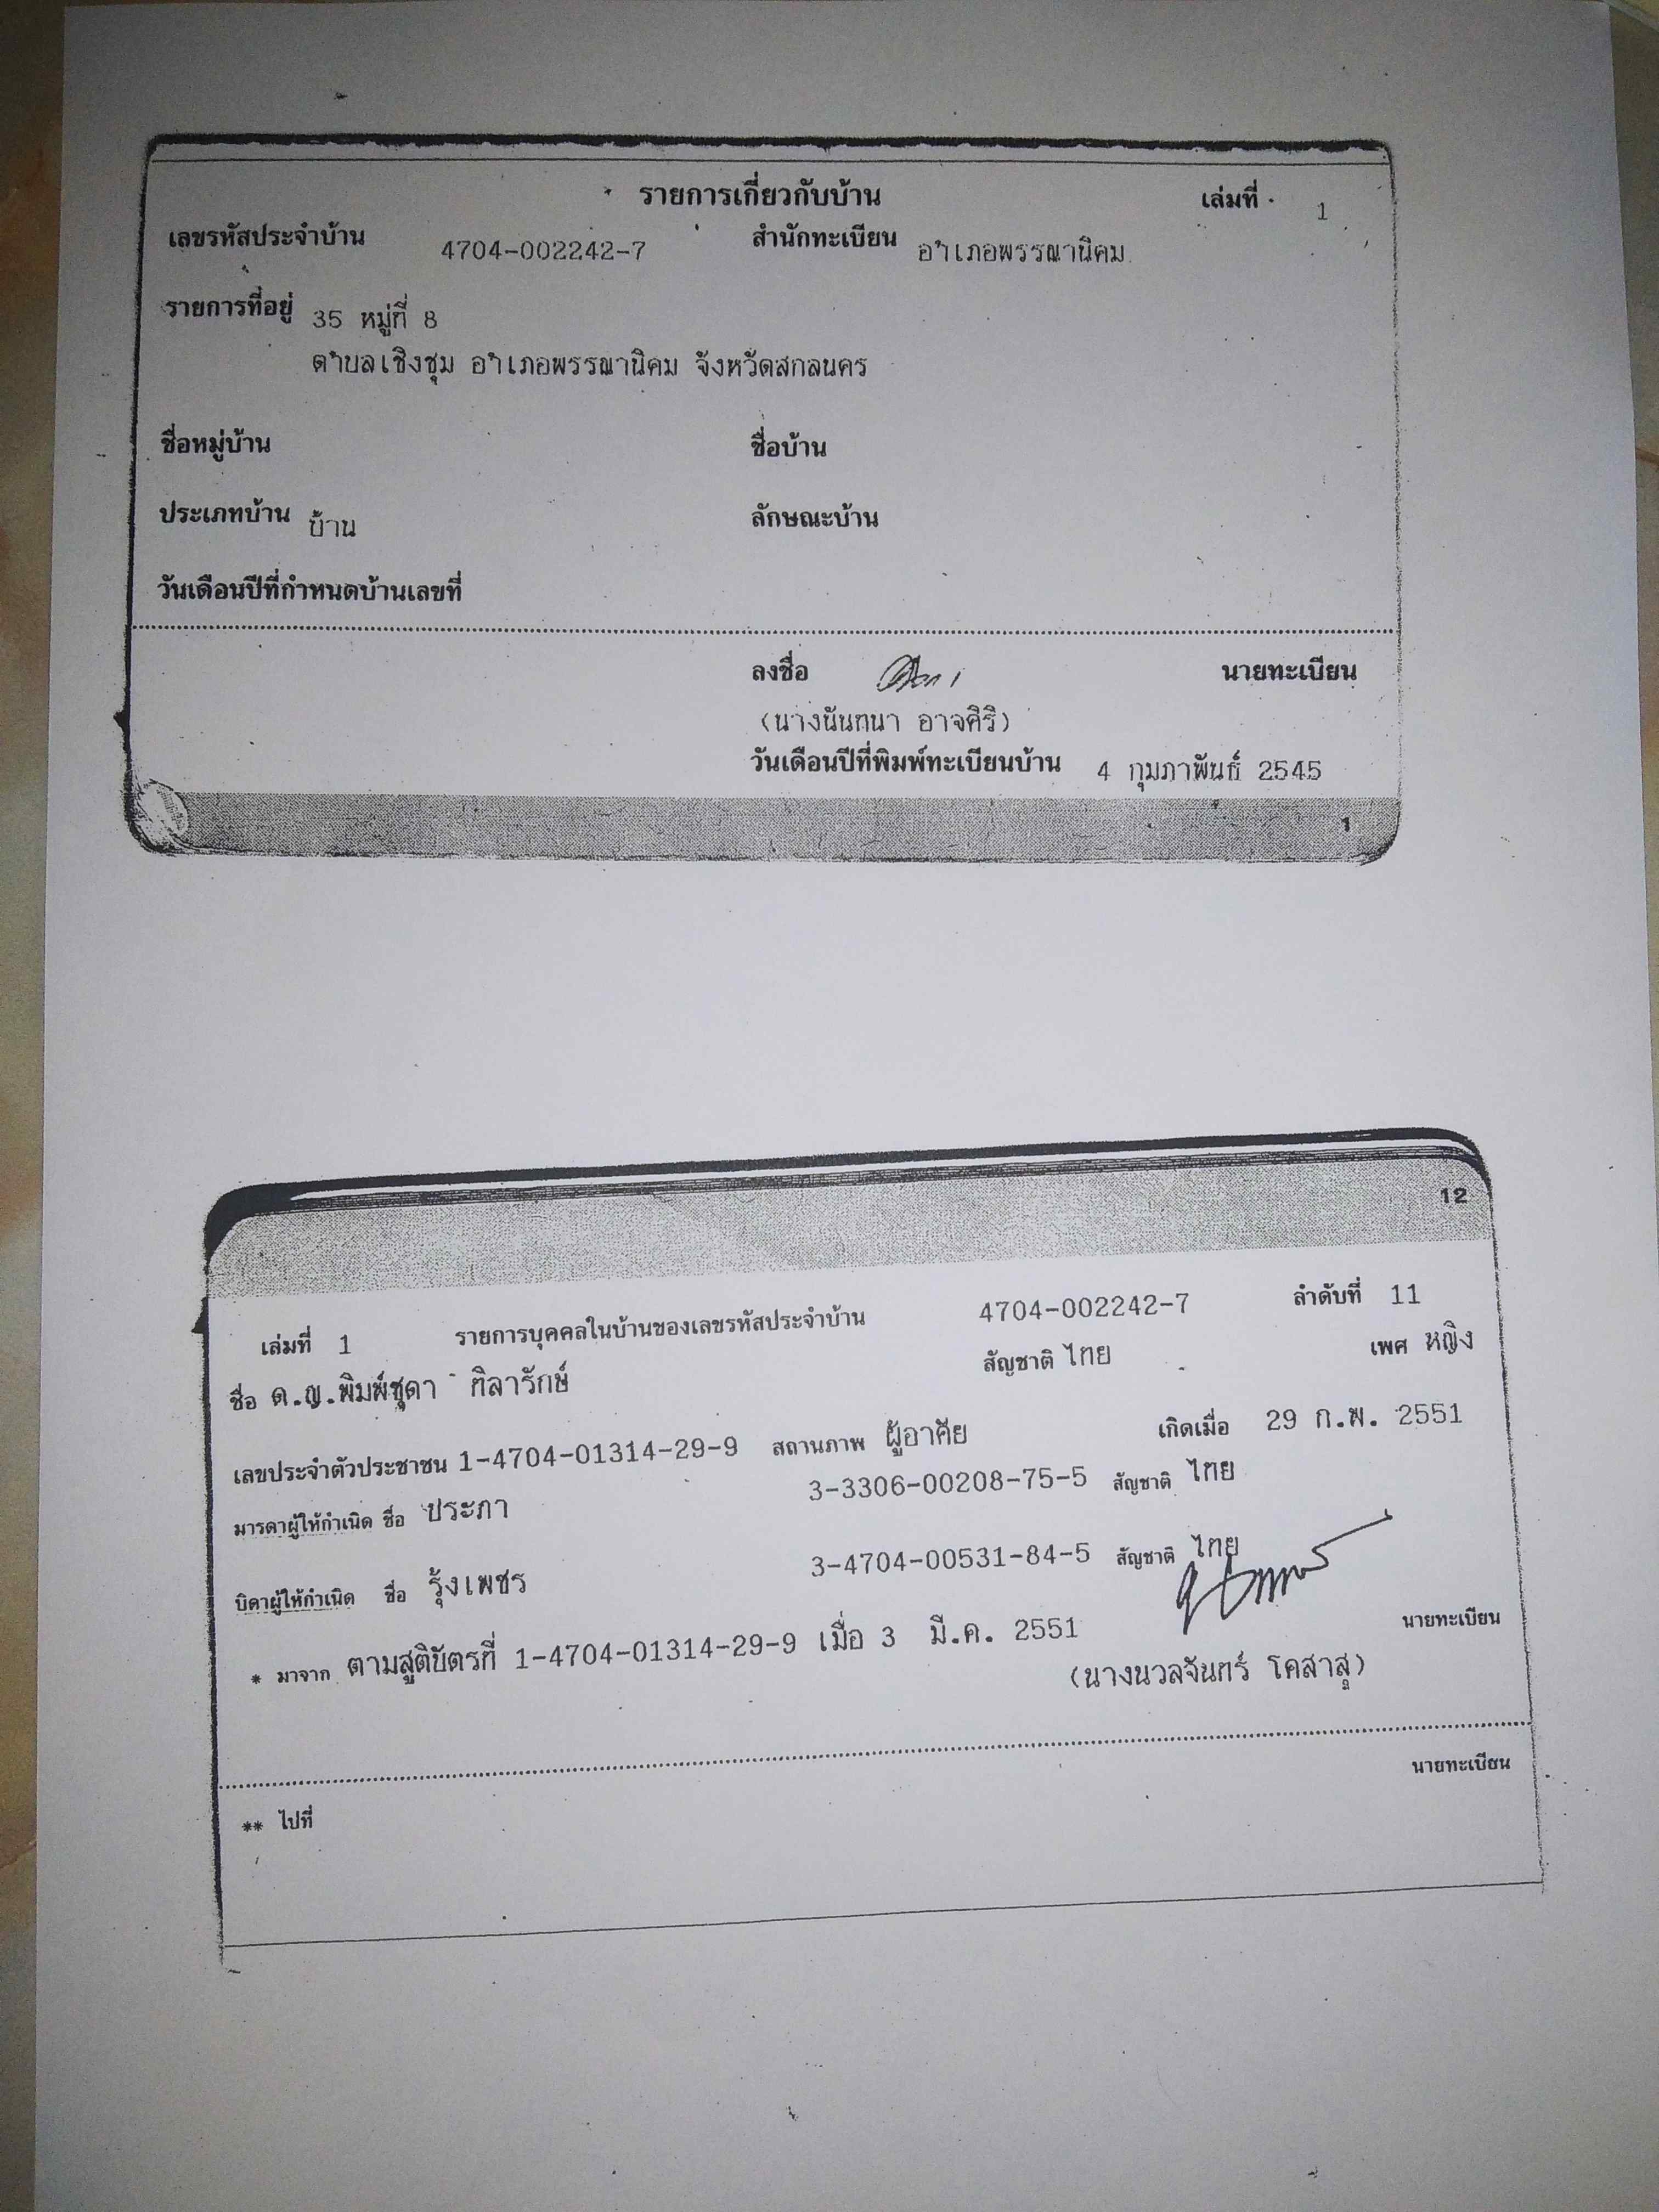 รายการเกี่ยวกับบ้าน เล่มที่ 1
เลขรหัสประจำบ้าน 4704-002242-7 สำนักทะเบียน อำเภอพรรณานิคม
รายการที่อยู่ 35 หมู่ที่ 8
ตำบลเชิงชุม อำเภอพรรณานิคม จังหวัดสกลนคร
ชื่อหมู่บ้าน ชื่อบ้าน
ประเภทบ้าน บ้าน ลักษณะบ้าน
วันเดือนปีที่กำหนดบ้านเลขที่
ลงชื่อ นายทะเบียน
(นางนันทนา อาจศิริ)
วันเดือนปีที่พิมพ์ทะเบียนบ้าน 4 กุมภาพันธ์ 2545
1
12
เล่มที่ 1 รายการบุคคลในบ้านของเลขรหัสประจำบ้าน 4704-002242-7 ลำดับที่ 11
ชื่อ ด.ญ.พิมพ์ชุดา ทิลารักษ์ สัญชาติ ไทย เพศ หญิง
เลขประจำตัวประชาชน 1-4704-01314-29-9 สถานภาพ ผู้อาศัย เกิดเมื่อ 29 ก.พ. 2551
มารดาผู้ให้กำเนิด ชื่อ ประภา 3-3306-00208-75-5 สัญชาติ ไทย
บิดาผู้ให้กำเนิด ชื่อ รุ้งเพชร 3-4704-00531-84-5 สัญชาติ ไทย
* มาจาก ตามสูติบัตรที่ 1-4704-01314-29-9 เมื่อ 3 มี.ค. 2551 นายทะเบียน
(นางนวลจันทร์ โคสาสุ)
นายทะเบียน
** ไปที่